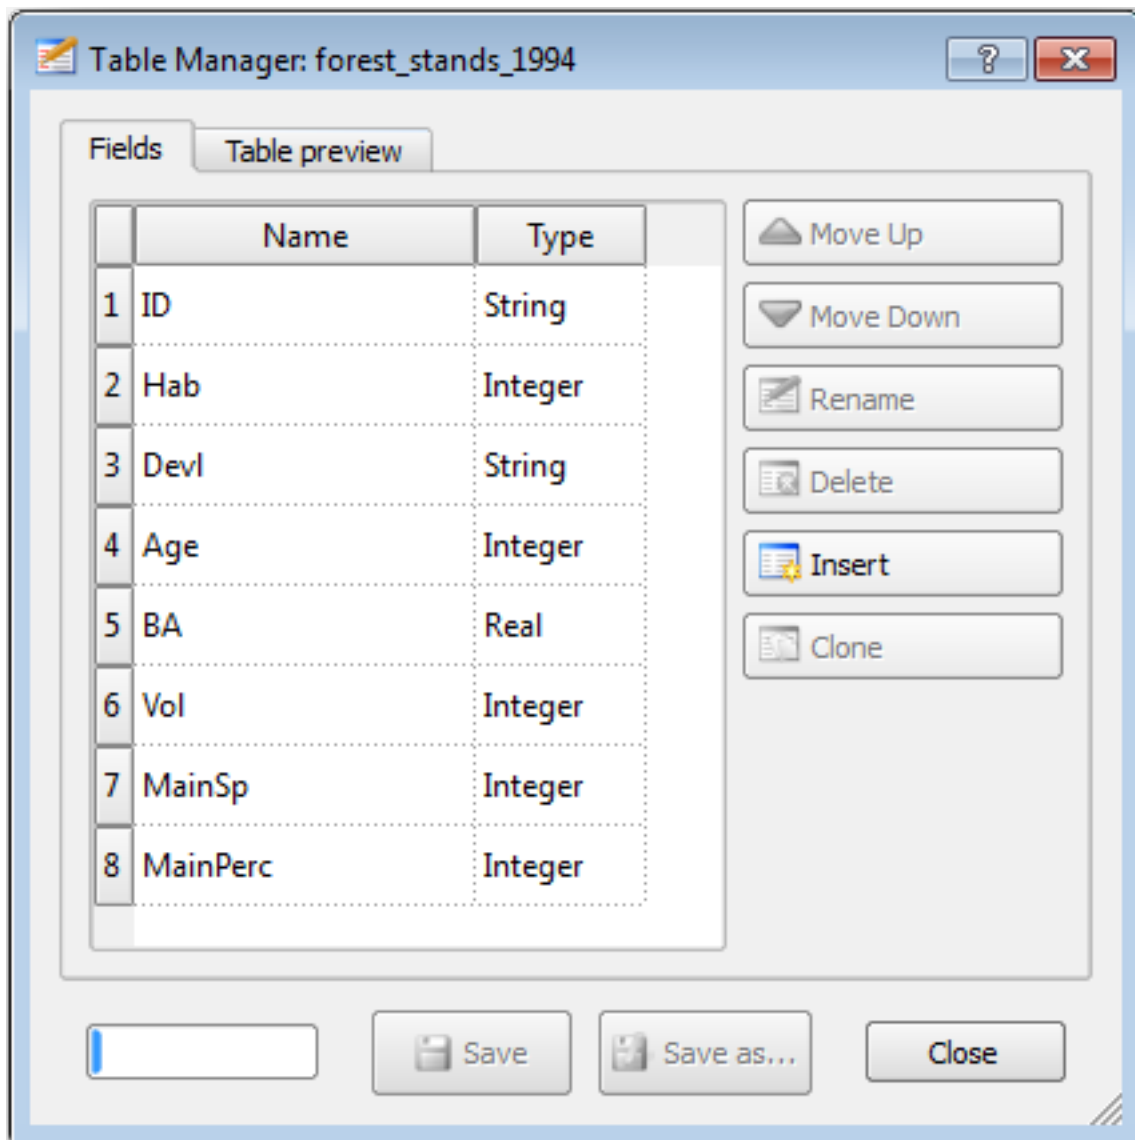 Table Manager: forest_stands_1994
Fields Table preview
Name Type
1 ID String
2 Hab Integer
3 Devl String
4 Age Integer
5 BA Real
6 Vol Integer
7 MainSp Integer
8 MainPerc Integer
Move Up
Move Down
Rename
Delete
Insert
Clone
Save Save as... Close